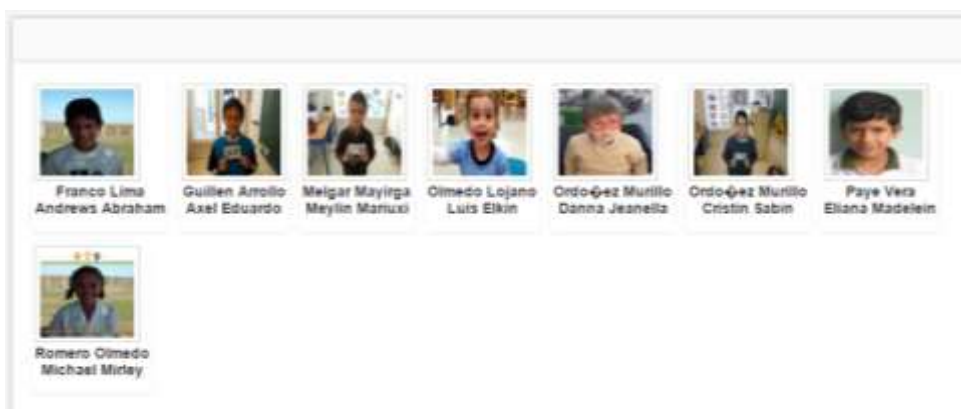 Franco Lima
Andrews Abraham
Guillen Arrollo
Axel Eduardo
Melgar Mayirga
Meylin Mariuxi
Olmedo Lojano
Luis Elkin
Ordo�ez Murillo
Danna Jeanella
Ordo�ez Murillo
Cristin Sabin
Paye Vera
Eliana Madelein
Romero Olmedo
Michael Mirley